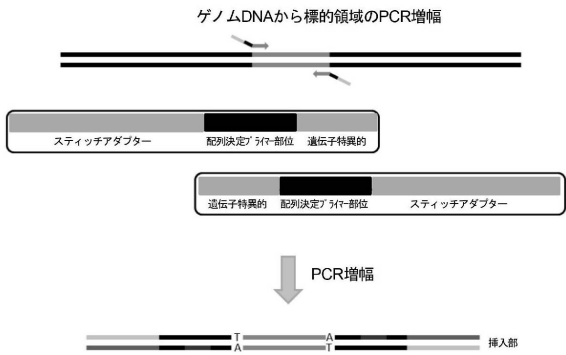 ゲノムDNAから標的領域のPCR増幅
スティッチアダプター 配列決定プライマー部位 遺伝子特異的
遺伝子特異的 配列決定プライマー部位 スティッチアダプター
PCR増幅
T A
A T
挿入部